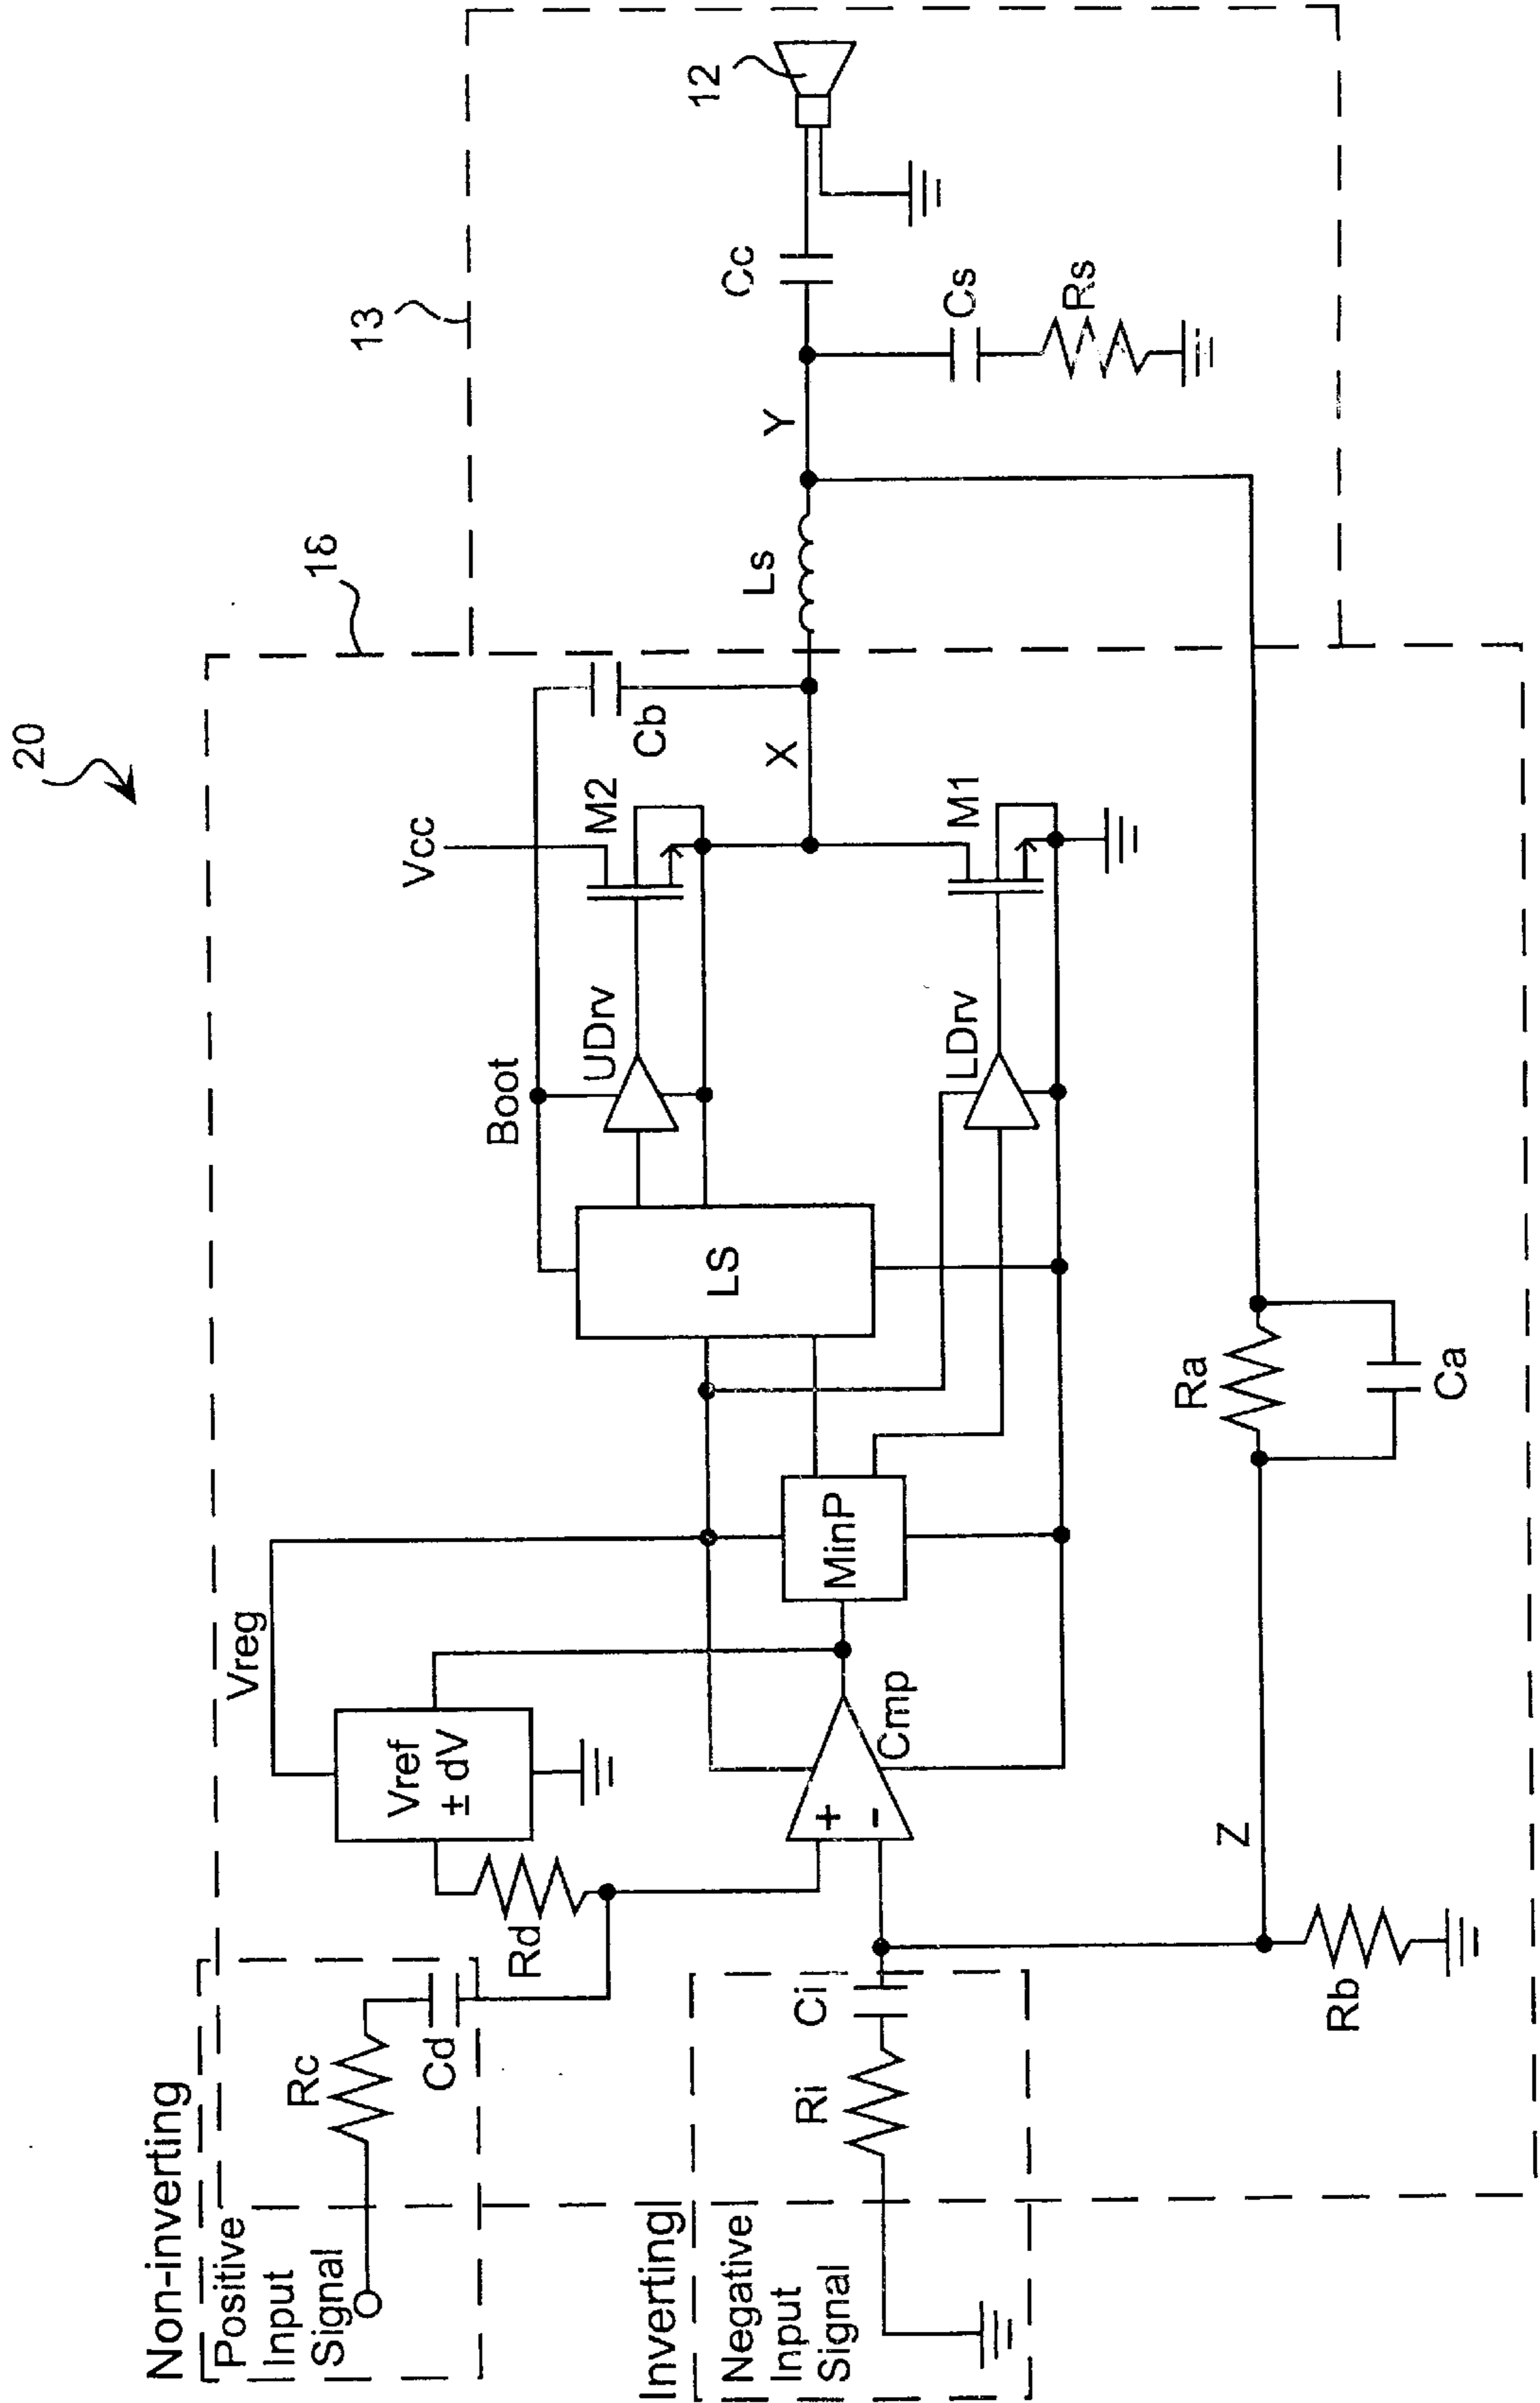 20
Non-inverting
Positive
Input
Signal
Rc
Cd
Rd
Vref
± dV
Vreg
Inverting
Negative
Input
Signal
Ri
Ci
+
-
Cmp
MinP
LS
Boot
UDrv
LDrv
Vcc
M2
M1
Cb
X
18
13
Ls
Y
Cc
Cs
Rs
12
Z
Rb
Ra
Ca